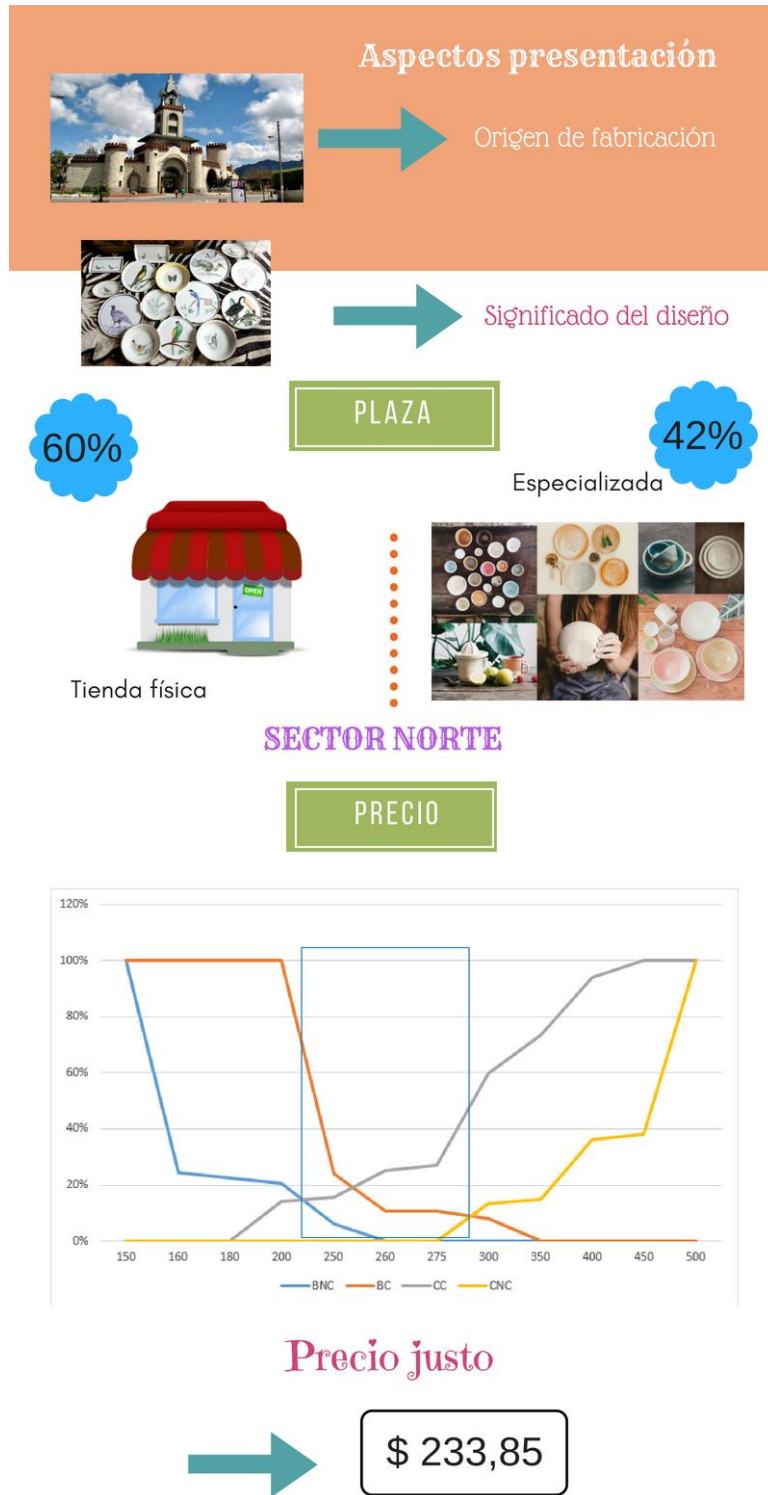 Aspectos presentación
Origen de fabricación
Significado del diseño
PLAZA
60%
42%
Especializada
OPEN
Tienda física
SECTOR NORTE
PRECIO
120%
100%
80%
60%
40%
20%
0%
150 160 180 200 250 260 275 300 350 400 450 500
BNC BC CC CNC
Precio justo
$ 233,85